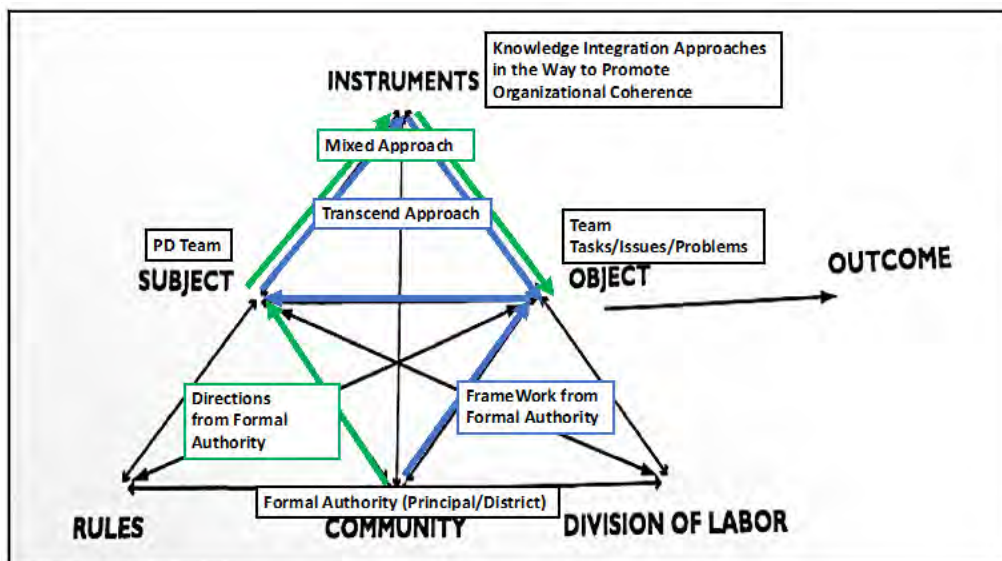 Knowledge Integration Approaches
in the Way to Promote
Organizational Coherence
INSTRUMENTS
Mixed Approach
Transcend Approach
PD Team
SUBJECT
Team
Tasks/Issues/Problems
OBJECT
OUTCOME
Directions
from Formal
Authority
FrameWork from
Formal Authority
Formal Authority (Principal/District)
RULES
COMMUNITY
DIVISION OF LABOR